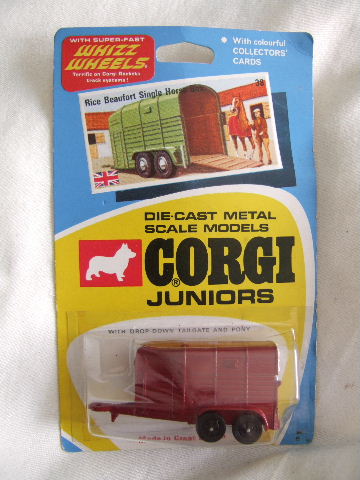 WITH SUPER-FAST
WHIZZ
WHEELS.
Terrific on Corgi Rockets
track systems!
With colourful
COLLECTORS'
CARDS
Rice Beaufort Single Horse Box
38
DIE-CAST METAL
SCALE MODELS
CORGI
®
JUNIORS
WITH DROP DOWN TAILGATE AND PONY
Made in Great